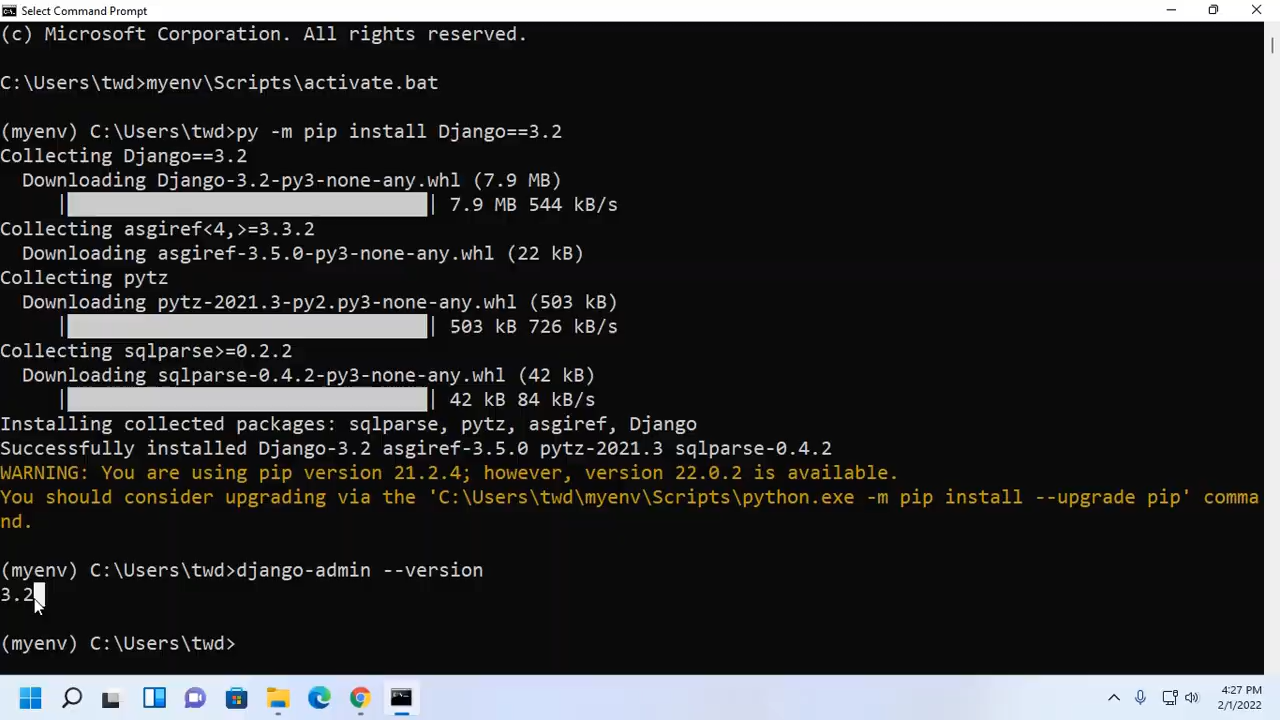 Select Command Prompt
(c) Microsoft Corporation. All rights reserved.
C:\Users\twd>myenv\Scripts\activate.bat
(myenv) C:\Users\twd>py -m pip install Django==3.2
Collecting Django==3.2
  Downloading Django-3.2-py3-none-any.whl (7.9 MB)
     |                                | 7.9 MB 544 kB/s
Collecting asgiref<4,>=3.3.2
  Downloading asgiref-3.5.0-py3-none-any.whl (22 kB)
Collecting pytz
  Downloading pytz-2021.3-py2.py3-none-any.whl (503 kB)
     |                                | 503 kB 726 kB/s
Collecting sqlparse>=0.2.2
  Downloading sqlparse-0.4.2-py3-none-any.whl (42 kB)
     |                                | 42 kB 84 kB/s
Installing collected packages: sqlparse, pytz, asgiref, Django
Successfully installed Django-3.2 asgiref-3.5.0 pytz-2021.3 sqlparse-0.4.2
WARNING: You are using pip version 21.2.4; however, version 22.0.2 is available.
You should consider upgrading via the 'C:\Users\twd\myenv\Scripts\python.exe -m pip install --upgrade pip' comma
nd.
(myenv) C:\Users\twd>django-admin --version
3.2
(myenv) C:\Users\twd>
4:27 PM
2/1/2022